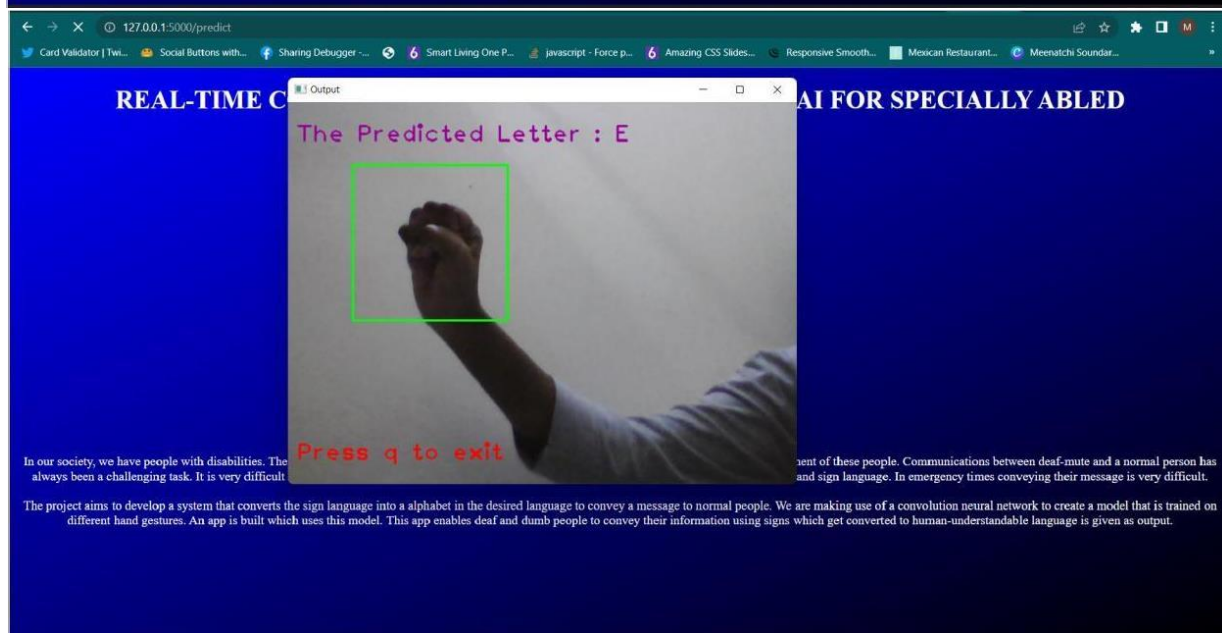 127.0.0.1:5000/predict
M
Card Validator | Twi...
Social Buttons with...
Sharing Debugger -...
Smart Living One P...
javascript - Force p...
Amazing CSS Slides...
Responsive Smooth...
Mexican Restaurant...
Meenatchi Soundar...
»
REAL-TIME C
AI FOR SPECIALLY ABLED
Output
The Predicted Letter : E
Press q to exit
In our society, we have people with disabilities. The
ment of these people. Communications between deaf-mute and a normal person has
always been a challenging task. It is very difficult
and sign language. In emergency times conveying their message is very difficult.
The project aims to develop a system that converts the sign language into a alphabet in the desired language to convey a message to normal people. We are making use of a convolution neural network to create a model that is trained on
different hand gestures. An app is built which uses this model. This app enables deaf and dumb people to convey their information using signs which get converted to human-understandable language is given as output.